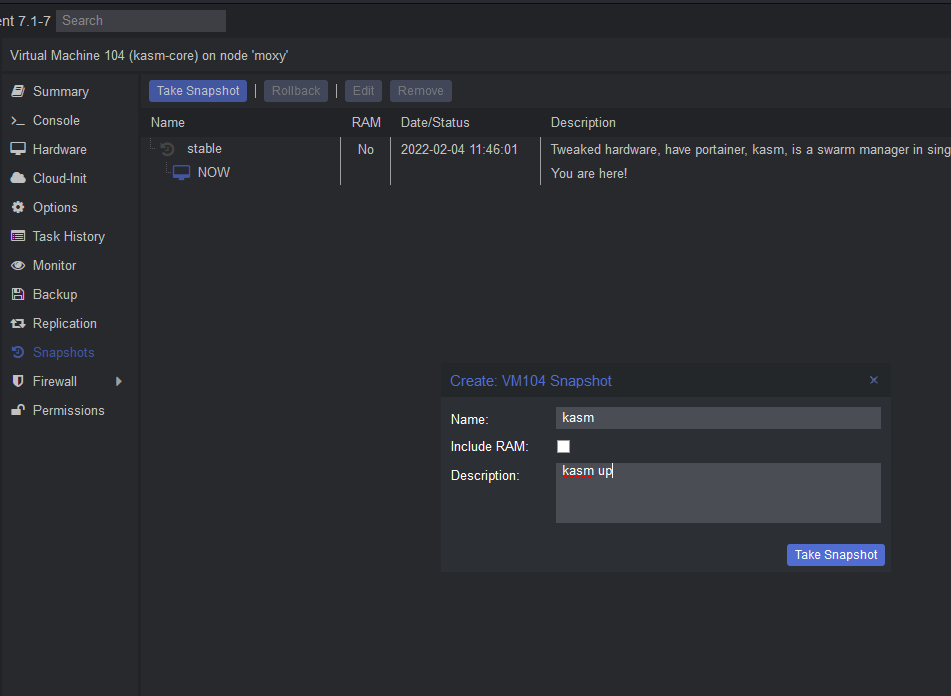 ent 7.1-7 Search
Virtual Machine 104 (kasm-core) on node 'moxy'
Summary
Console
Hardware
Cloud-Init
Options
Task History
Monitor
Backup
Replication
Snapshots
Firewall
Permissions
Take Snapshot | Rollback | Edit Remove
Name RAM Date/Status Description
stable No 2022-02-04 11:46:01 Tweaked hardware, have portainer, kasm, is a swarm manager in sing
NOW You are here!
Create: VM104 Snapshot ×
Name: kasm
Include RAM:
Description: kasm up
Take Snapshot